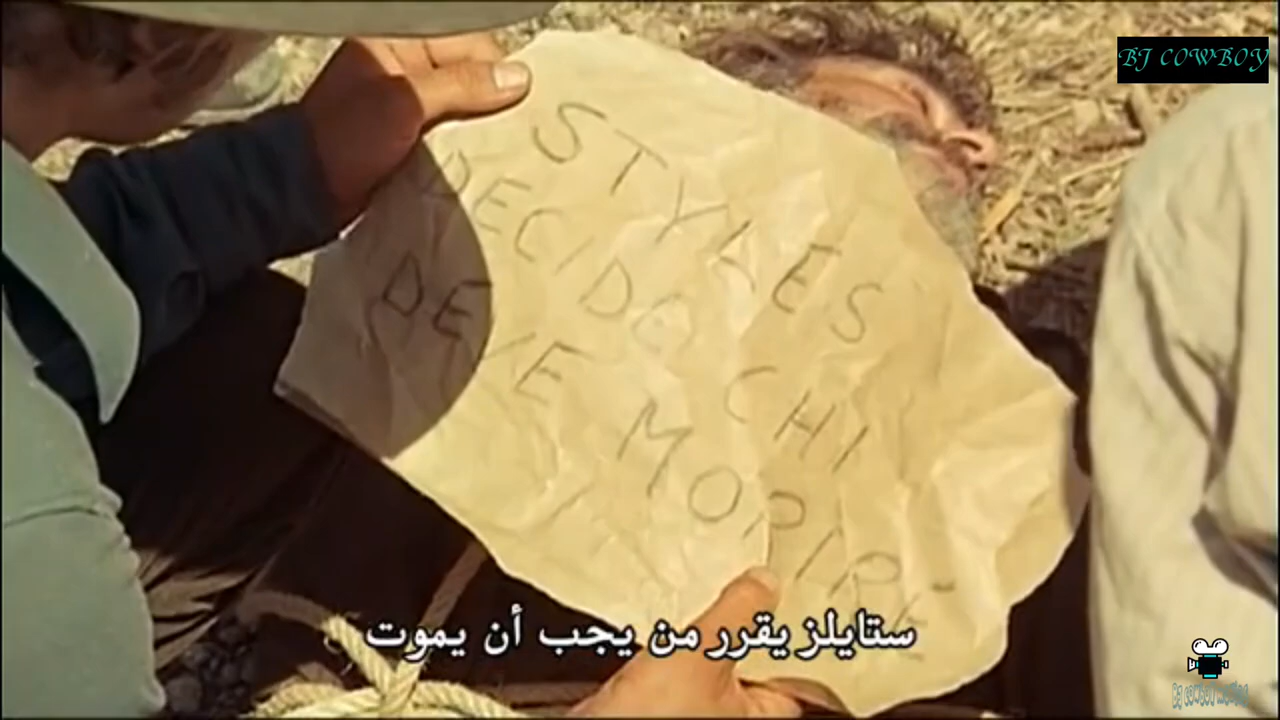 BJ COWBOY
STYLES
DECIDE CHI
DEVE MORIRE
ستايلز يقرر من يجب أن يموت